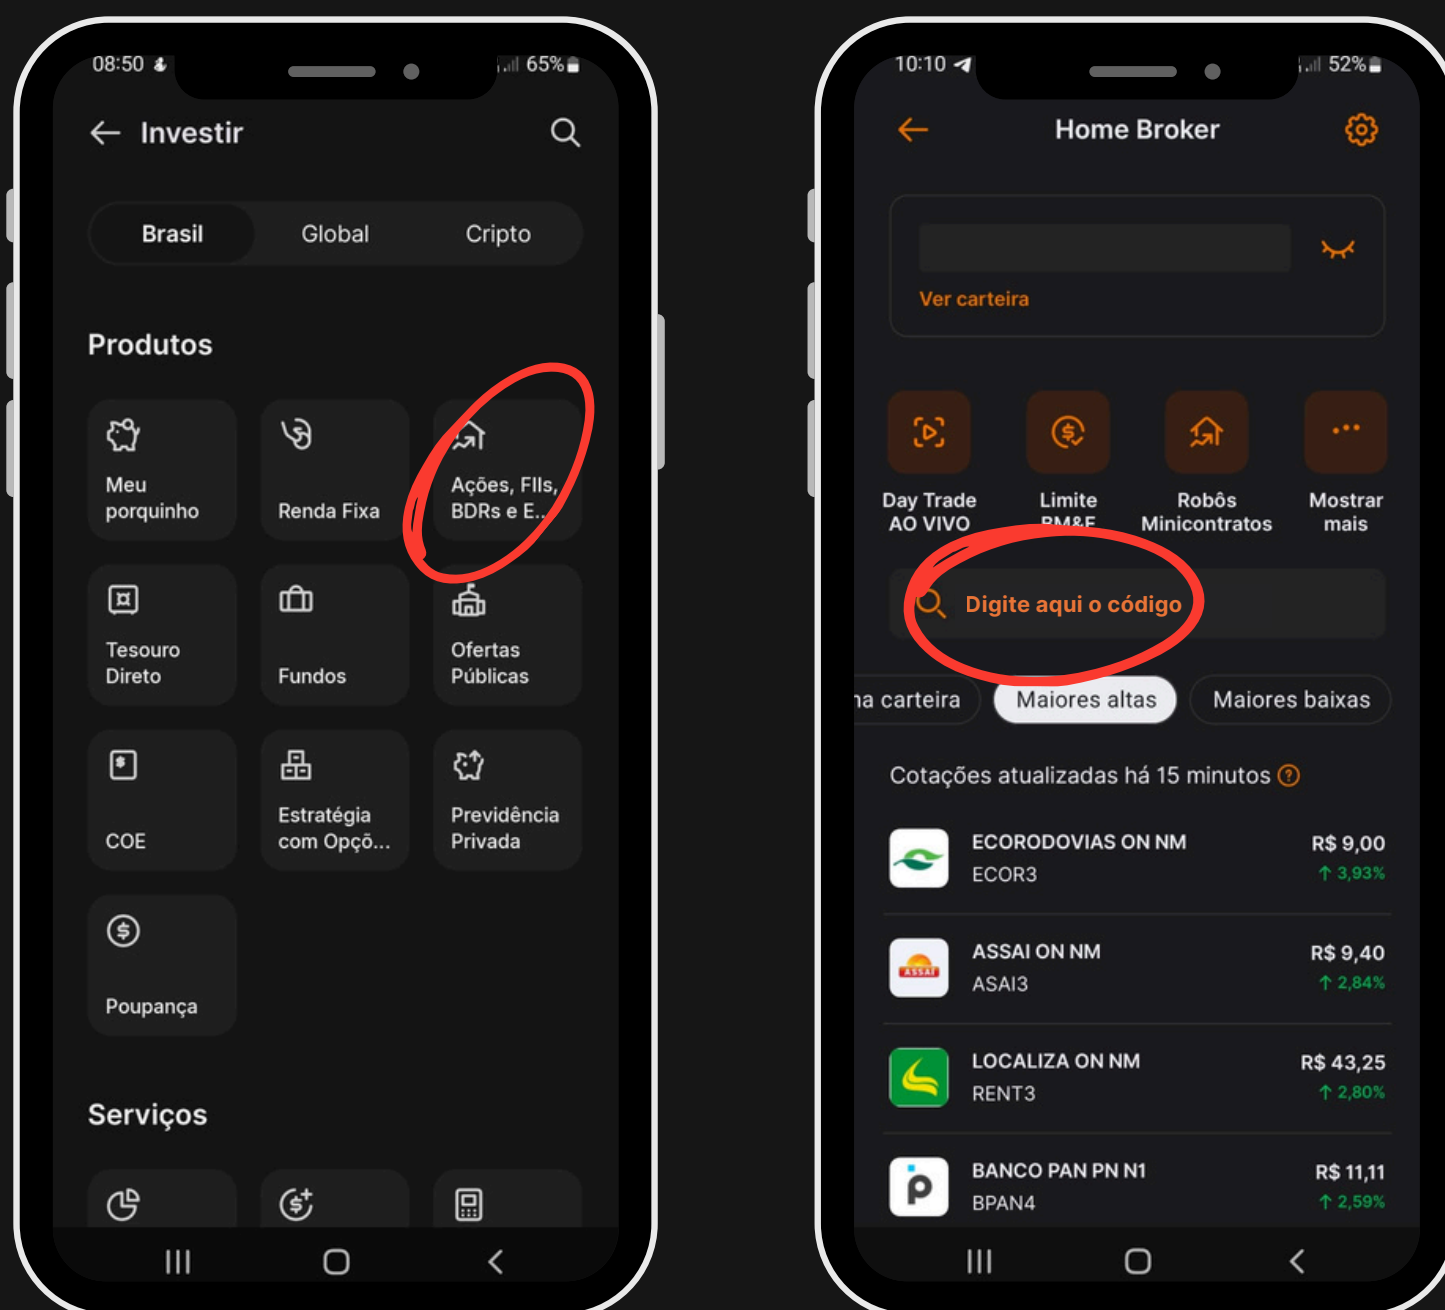 08:50
65%
Investir
Brasil
Global
Cripto
Produtos
Meu
porquinho
Renda Fixa
Ações, FIIs,
BDRs e E...
Tesouro
Direto
Fundos
Ofertas
Públicas
COE
Estratégia
com Opçõ...
Previdência
Privada
Poupança
Serviços
10:10
52%
Home Broker
Ver carteira
Day Trade
AO VIVO
Limite
BM&F
Robôs
Minicontratos
Mostrar
mais
Digite aqui o código
na carteira
Maiores altas
Maiores baixas
Cotações atualizadas há 15 minutos
ECORODOVIAS ON NM
R$ 9,00
ECOR3
↑ 3,93%
ASSAÍ
ASSAI ON NM
R$ 9,40
ASAI3
↑ 2,84%
LOCALIZA ON NM
R$ 43,25
RENT3
↑ 2,80%
BANCO PAN PN N1
R$ 11,11
BPAN4
↑ 2,59%